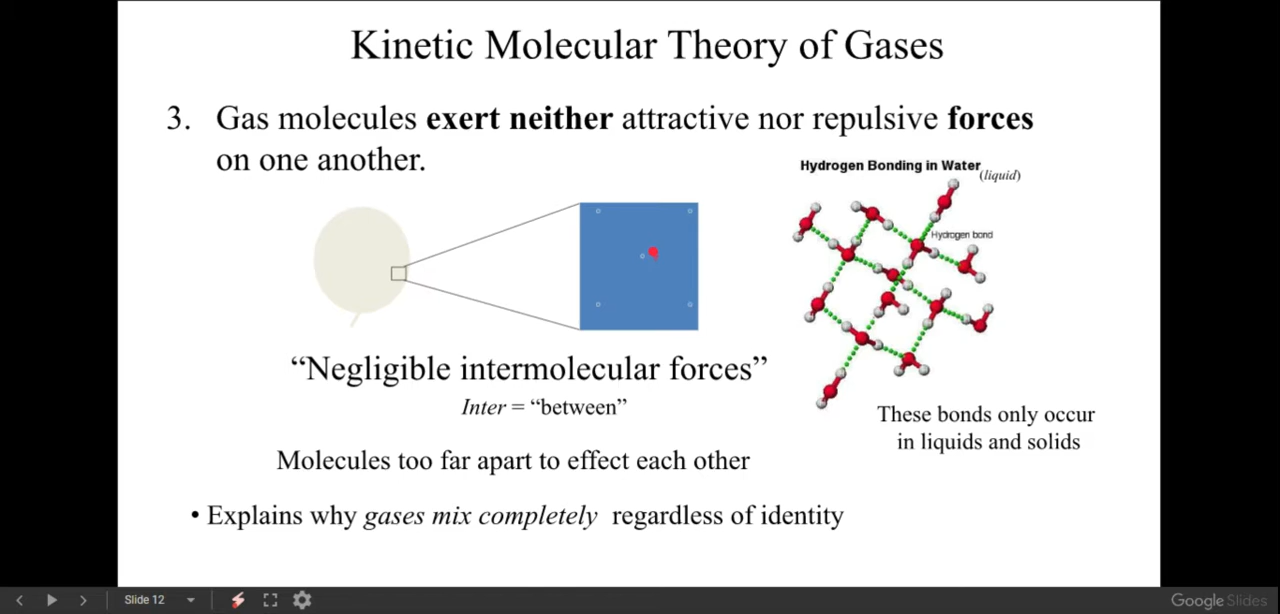 Kinetic Molecular Theory of Gases
3. Gas molecules exert neither attractive nor repulsive forces
on one another.
Hydrogen Bonding in Water
(liquid)
Hydrogen bond
“Negligible intermolecular forces”
Inter = “between”
These bonds only occur
in liquids and solids
Molecules too far apart to effect each other
• Explains why gases mix completely regardless of identity
Slide 12
Google Slides